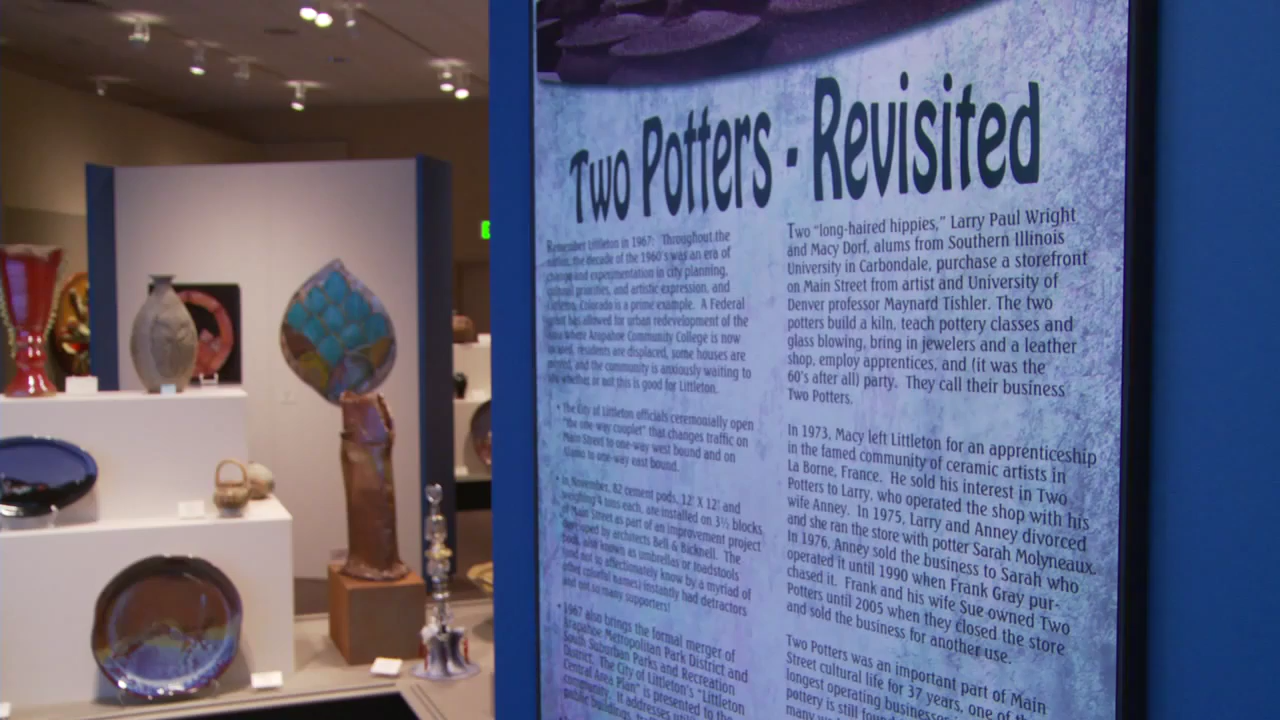 Two Potters - Revisited
Remember Littleton in 1967: Throughout the
nation, the decade of the 1960's was an era of
change and experimentation in city planning,
cultural priorities, and artistic expression, and
Littleton, Colorado is a prime example. A Federal
has allowed for urban redevelopment of the
area where Arapahoe Community College is now
located, residents are displaced, some houses are
and the community is anxiously waiting to
see whether or not this is good for Littleton.
• The City of Littleton officials ceremonially open
"the one way couplet" that changes traffic on
Main Street to one-way west bound and on
Alamo to one-way east bound.
• In November, 82 cement pods, 12' X 12' and
weighing 4 tons each, are installed on 3½ blocks
of Main Street as part of an improvement project
developed by architects Bell & Bicknell. The
pods, also known as umbrellas or toadstools
(and not so affectionately know by a myriad of
other colorful names) instantly had detractors
and not so many supporters!
• 1967 also brings the formal merger of
Arapahoe Metropolitan Park District and
South Suburban Parks and Recreation
District. The City of Littleton's "Littleton
Central Area Plan" is presented to the
community. It addresses
public buildings,
Two "long-haired hippies," Larry Paul Wright
and Macy Dorf, alums from Southern Illinois
University in Carbondale, purchase a storefront
on Main Street from artist and University of
Denver professor Maynard Tishler. The two
potters build a kiln, teach pottery classes and
glass blowing, bring in jewelers and a leather
shop, employ apprentices, and (it was the
60's after all) party. They call their business
Two Potters.
In 1973, Macy left Littleton for an apprenticeship
in the famed community of ceramic artists in
La Borne, France. He sold his interest in Two
Potters to Larry, who operated the shop with his
wife Anney. In 1975, Larry and Anney divorced
and she ran the store with potter Sarah Molyneaux.
In 1976, Anney sold the business to Sarah who
operated it until 1990 when Frank Gray pur-
chased it. Frank and his wife Sue owned Two
Potters until 2005 when they closed the store
and sold the business for another use.
Two Potters was an important part of Main
Street cultural life for 37 years, one of the
longest operating businesses
pottery is still found
many